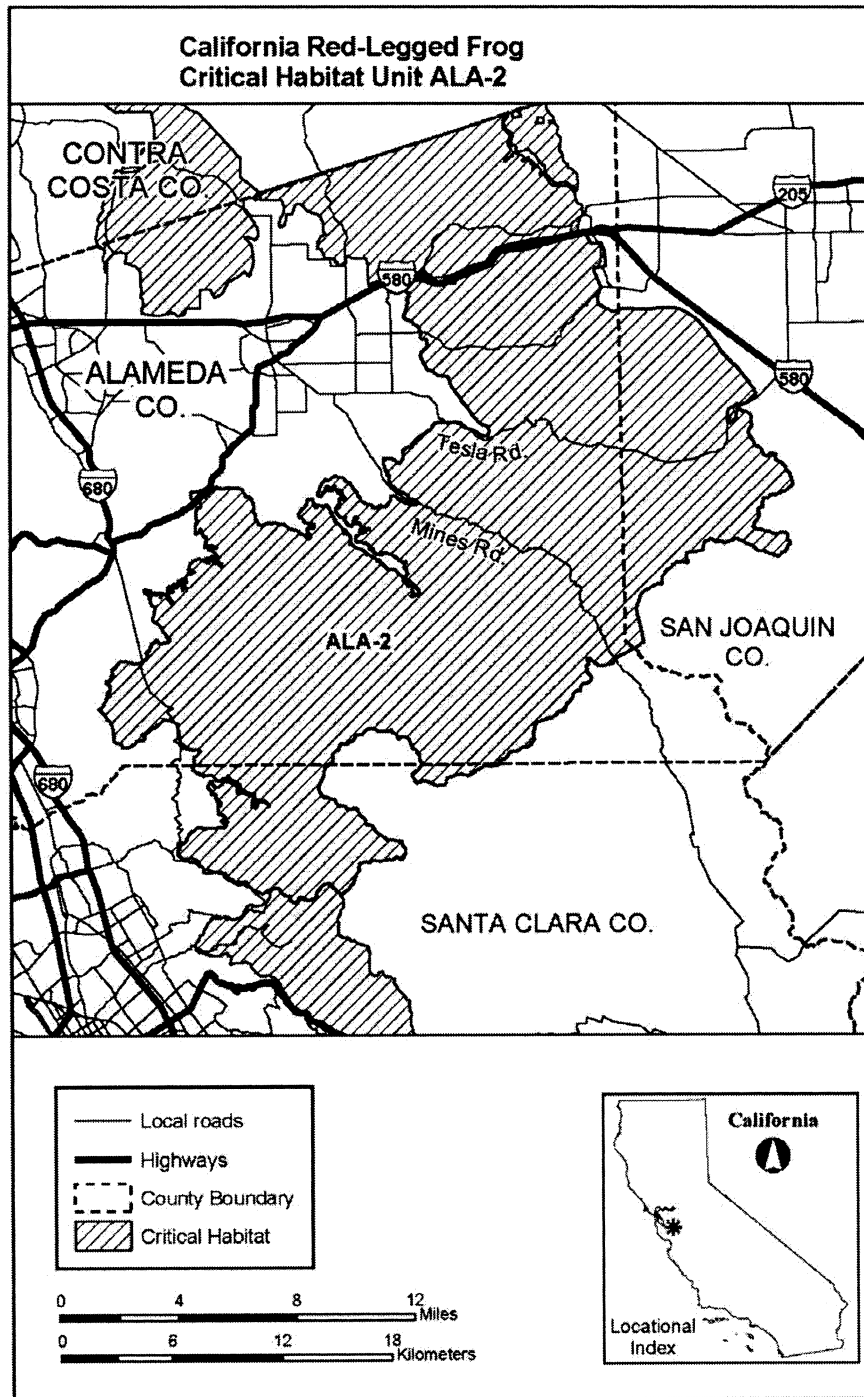 California Red-Legged Frog
Critical Habitat Unit ALA-2
CONTRA
COSTA CO.
205
580
ALAMEDA
CO.
580
680
Tesla Rd.
Mines Rd.
ALA-2
SAN JOAQUIN
CO.
680
SANTA CLARA CO.
Local roads
Highways
County Boundary
Critical Habitat
0 4 8 12
Miles
0 6 12 18
Kilometers
California
Locational
Index